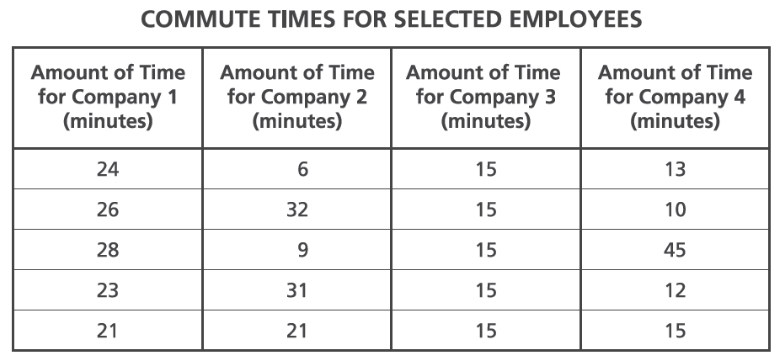 COMMUTE TIMES FOR SELECTED EMPLOYEES
Amount of Time for Company 1 (minutes) Amount of Time for Company 2 (minutes) Amount of Time for Company 3 (minutes) Amount of Time for Company 4 (minutes)
24 6 15 13
26 32 15 10
28 9 15 45
23 31 15 12
21 21 15 15